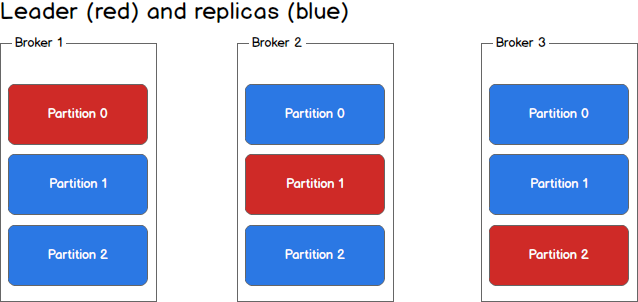 Leader (red) and replicas (blue)
Broker 1
Partition 0
Partition 1
Partition 2
Broker 2
Partition 0
Partition 1
Partition 2
Broker 3
Partition 0
Partition 1
Partition 2